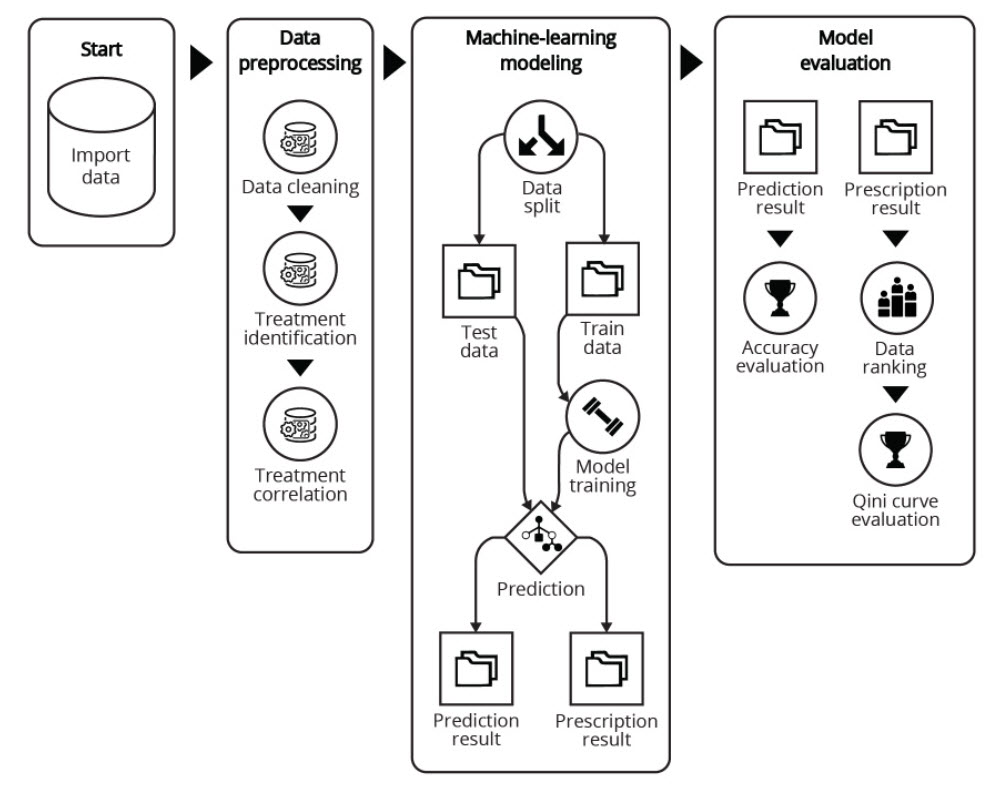 Start
Import
data
Data
preprocessing
Data cleaning
Treatment
identification
Treatment
correlation
Machine-learning
modeling
Data
split
Test
data
Train
data
Model
training
Prediction
Prediction
result
Prescription
result
Model
evaluation
Prediction
result
Prescription
result
Accuracy
evaluation
Data
ranking
Qini curve
evaluation